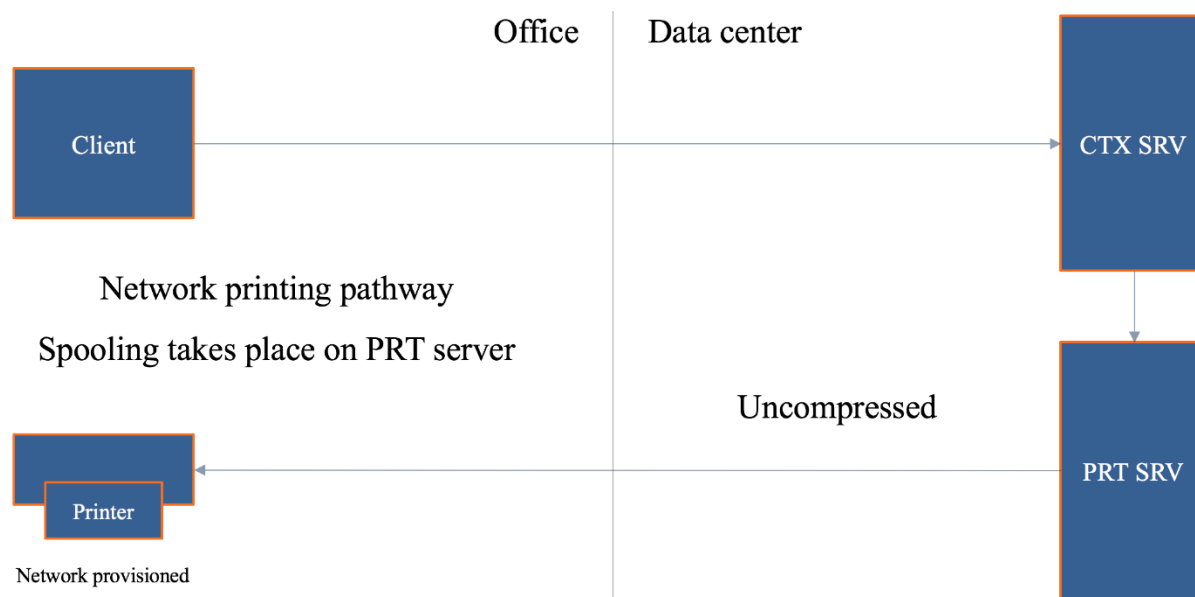 Office
Data center
Client
CTX SRV
Network printing pathway
Spooling takes place on PRT server
Uncompressed
PRT SRV
Printer
Network provisioned